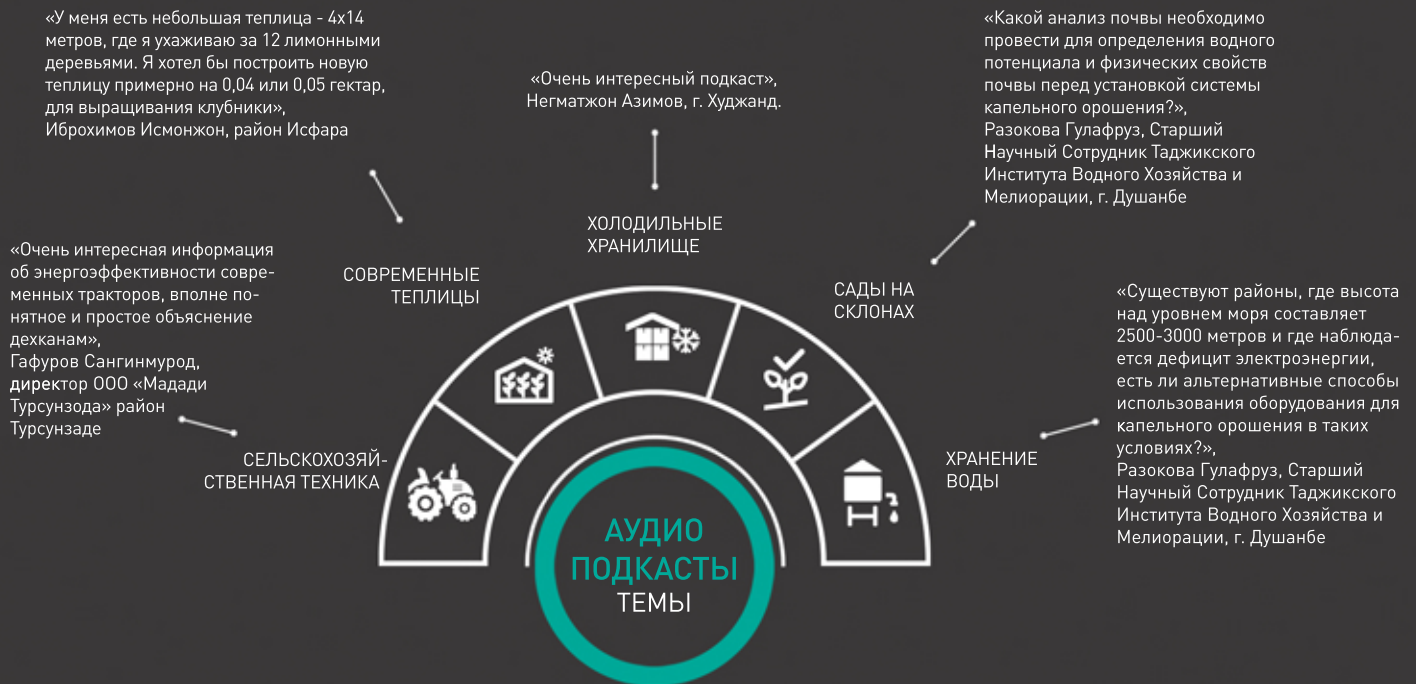 «У меня есть небольшая теплица - 4х14
метров, где я ухаживаю за 12 лимонными
деревьями. Я хотел бы построить новую
теплицу примерно на 0,04 или 0,05 гектар,
для выращивания клубники»,
Иброхимов Исмонжон, район Исфара
«Очень интересный подкаст»,
Негматжон Азимов, г. Худжанд.
«Какой анализ почвы необходимо
провести для определения водного
потенциала и физических свойств
почвы перед установкой системы
капельного орошения?»,
Разокова Гулафруз, Старший
Научный Сотрудник Таджикского
Института Водного Хозяйства и
Мелиорации, г. Душанбе
«Очень интересная информация
об энергоэффективности совре-
менных тракторов, вполне по-
нятное и простое объяснение
дехканам»,
Гафуров Сангинмурод,
директор ООО «Мадади
Турсунзода» район
Турсунзаде
СОВРЕМЕННЫЕ
ТЕПЛИЦЫ
ХОЛОДИЛЬНЫЕ
ХРАНИЛИЩЕ
САДЫ НА
СКЛОНАХ
«Существуют районы, где высота
над уровнем моря составляет
2500-3000 метров и где наблюда-
ется дефицит электроэнергии,
есть ли альтернативные способы
использования оборудования для
капельного орошения в таких
условиях?»,
Разокова Гулафруз, Старший
Научный Сотрудник Таджикского
Института Водного Хозяйства и
Мелиорации, г. Душанбе
СЕЛЬСКОХОЗЯЙ-
СТВЕННАЯ ТЕХНИКА
ХРАНЕНИЕ
ВОДЫ
АУДИО
ПОДКАСТЫ
ТЕМЫ